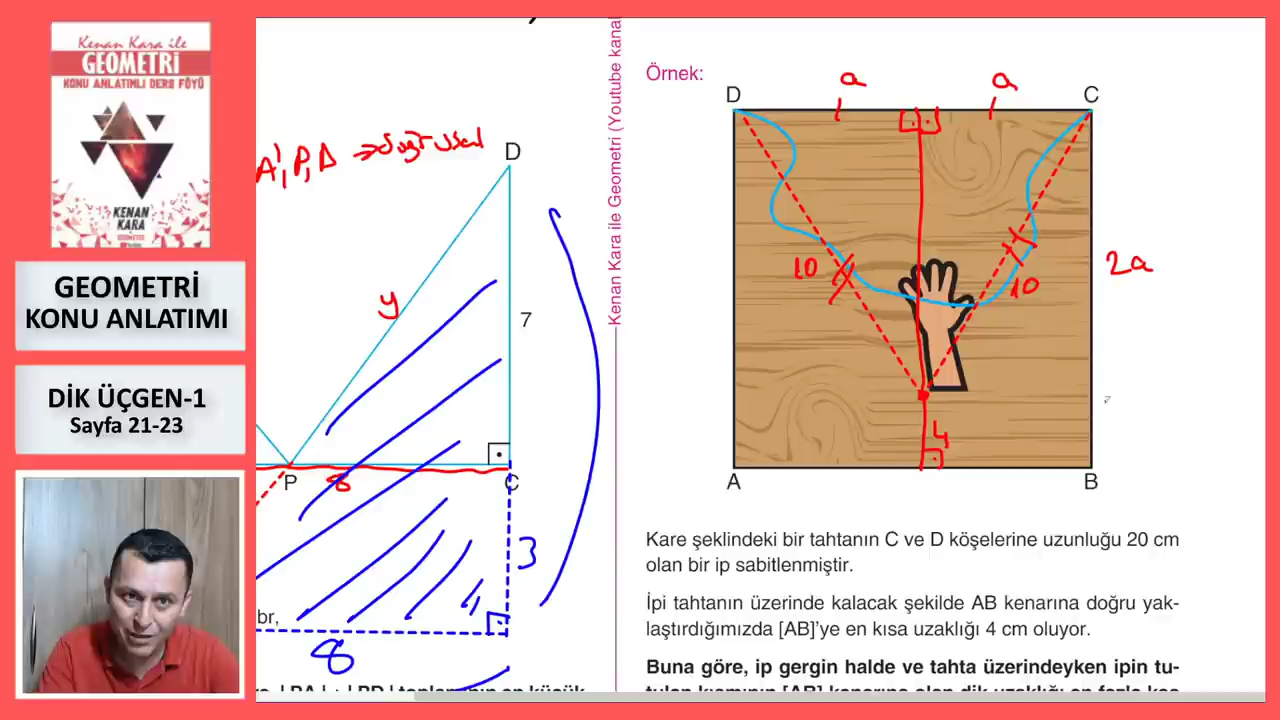 Kenan Kara ile
GEOMETRİ
KONU ANLATIMLI DERS FÖYÜ
KENAN
KARA
GEOMETRİ
KONU ANLATIMI
DİK ÜÇGEN-1
Sayfa 21-23
A', P, D → doğrusal
D
y
7
P
8
C
3
br,
8
Kenan Kara ile Geometri (Youtube kanal
Örnek:
a
a
D
C
10
10
2a
4
A
B
Kare şeklindeki bir tahtanın C ve D köşelerine uzunluğu 20 cm
olan bir ip sabitlenmiştir.
İpi tahtanın üzerinde kalacak şekilde AB kenarına doğru yak-
laştırdığımızda [AB]'ye en kısa uzaklığı 4 cm oluyor.
Buna göre, ip gergin halde ve tahta üzerindeyken ipin tu-